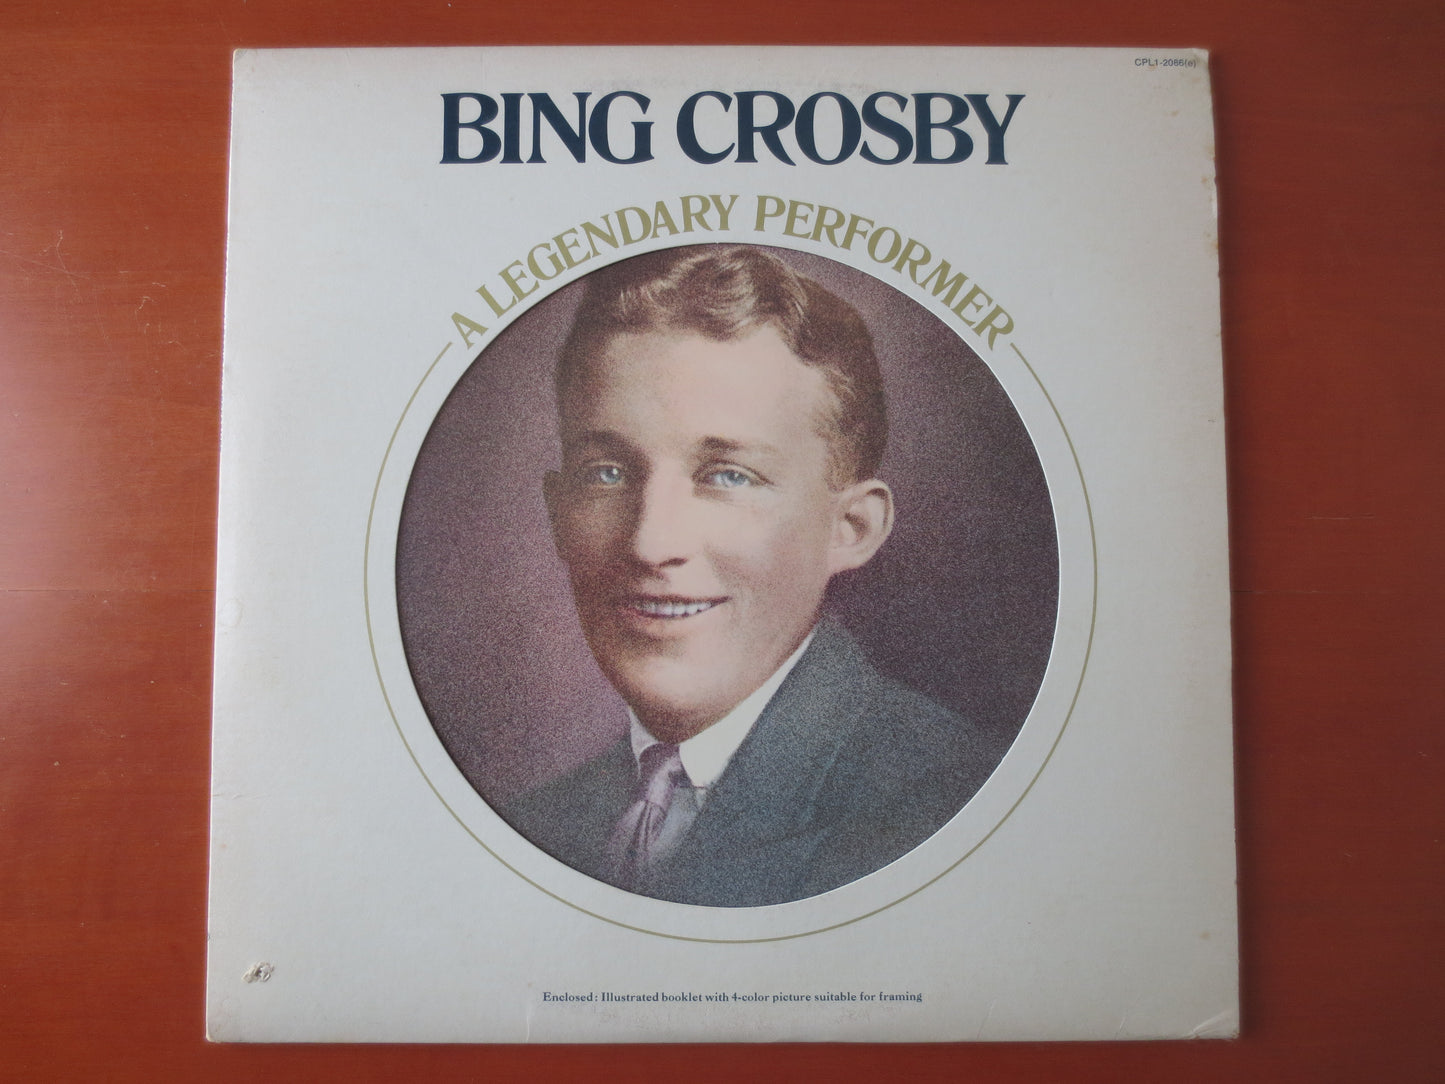 CPL1-2086(e)
BING CROSBY
A LEGENDARY PERFORMER
Enclosed: Illustrated booklet with 4-color picture suitable for framing